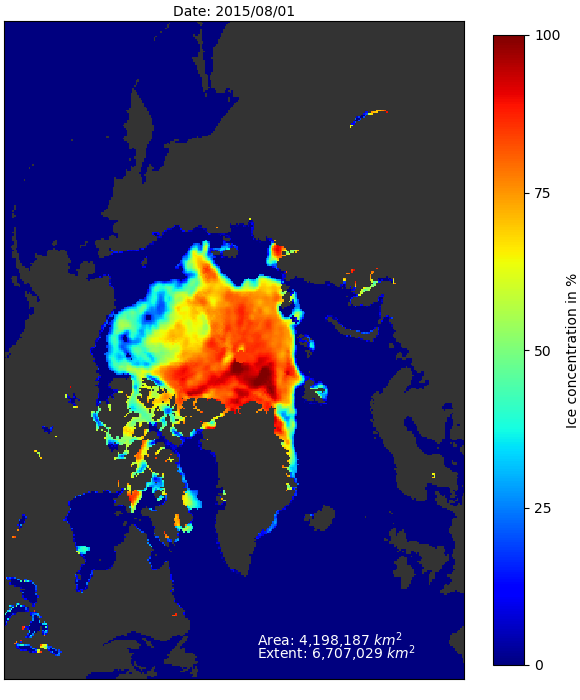 Date: 2015/08/01
100
75
50
25
0
Ice concentration in %
Area: 4,198,187 km²
Extent: 6,707,029 km²